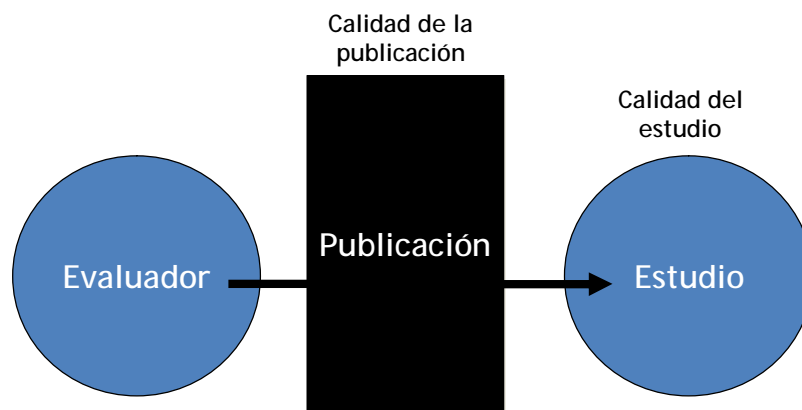 Calidad de la
publicación
Calidad del
estudio
Evaluador
Publicación
Estudio